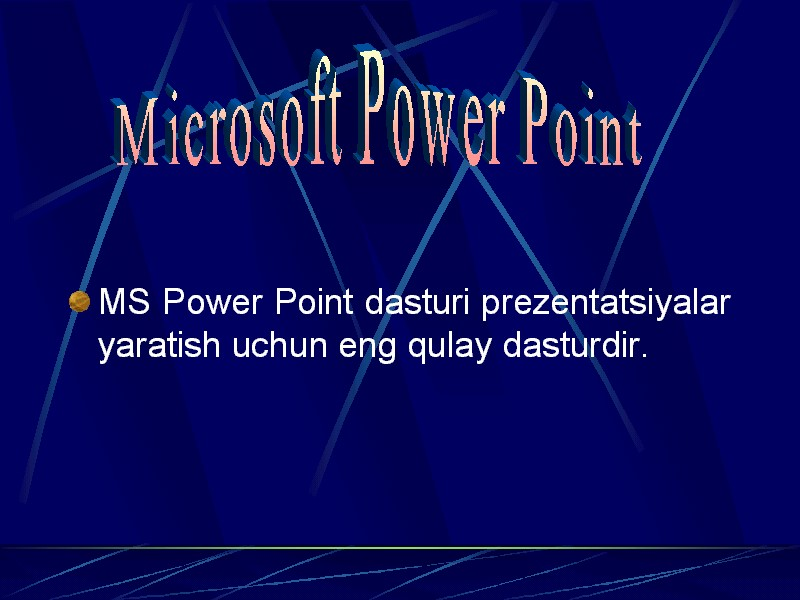 Microsoft Power Point
MS Power Point dasturi prezentatsiyalar
yaratish uchun eng qulay dasturdir.